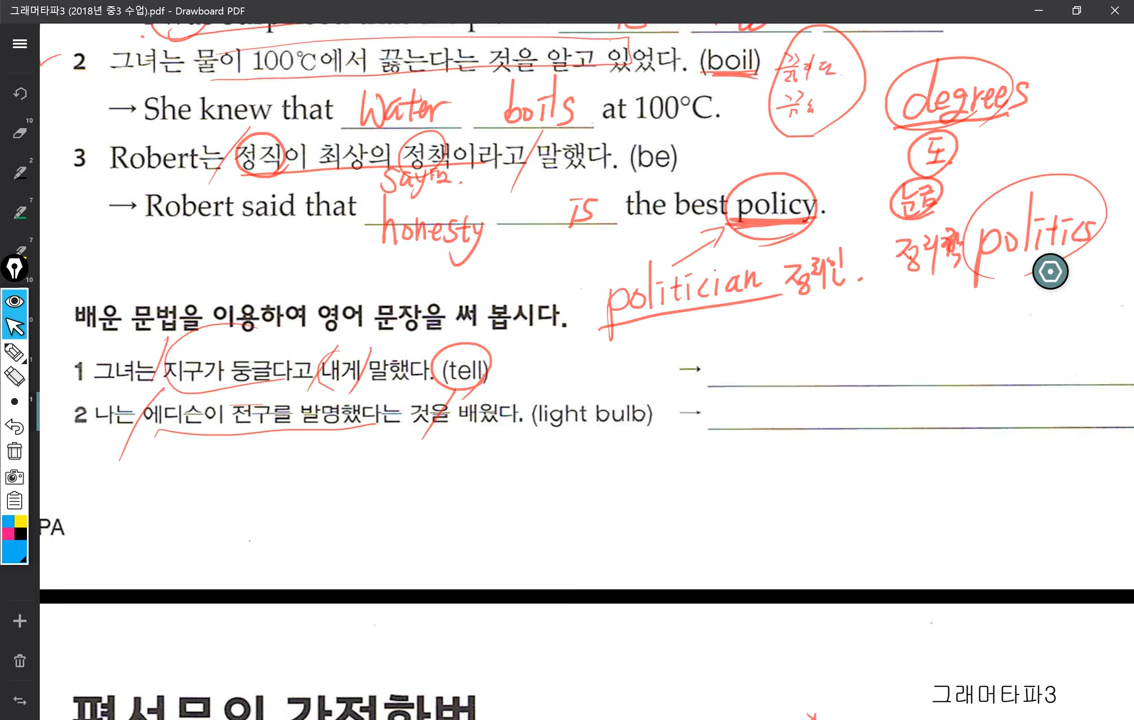 그래머타파3 (2018년 중3 수업).pdf - Drawboard PDF
2 그녀는 물이 100℃에서 끓는다는 것을 알고 있었다. (boil)
→ She knew that water boils at 100°C.
degrees
도
3 Robert는 정직이 최상의 정책이라고 말했다. (be)
→ Robert said that honesty is the best policy.
politics
politician 정치인.
배운 문법을 이용하여 영어 문장을 써 봅시다.
1 그녀는 지구가 둥글다고 내게 말했다. (tell) →
2 나는 에디슨이 전구를 발명했다는 것을 배웠다. (light bulb) →
PA
그래머타파3